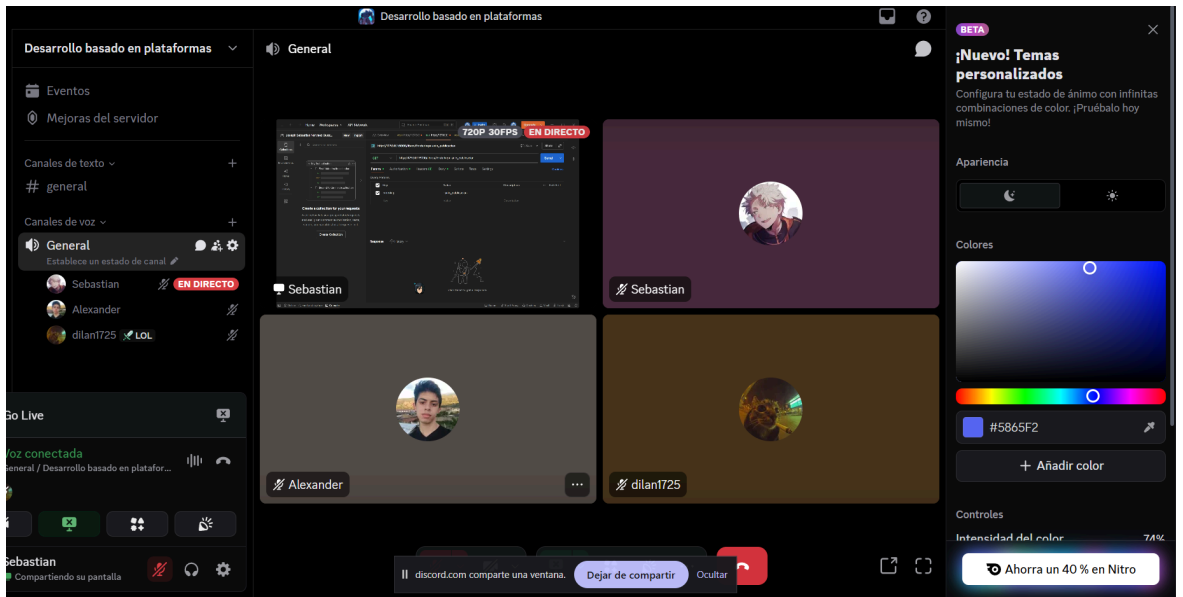 Desarrollo basado en plataformas
Desarrollo basado en plataformas
Eventos
Mejoras del servidor
Canales de texto
# general
Canales de voz
General
Establece un estado de canal
Sebastian
EN DIRECTO
Alexander
dilan1725
LOL
Go Live
Voz conectada
General / Desarrollo basado en platafor...
Sebastian
Compartiendo su pantalla
General
720P 30FPS
EN DIRECTO
Sebastian
Sebastian
Alexander
...
dilan1725
discord.com comparte una ventana.
Dejar de compartir
Ocultar
BETA
¡Nuevo! Temas
personalizados
Configura tu estado de ánimo con infinitas
combinaciones de color. ¡Pruébalo hoy
mismo!
Apariencia
Colores
#5865F2
+ Añadir color
Controles
Intensidad del color
74%
Ahorra un 40 % en Nitro